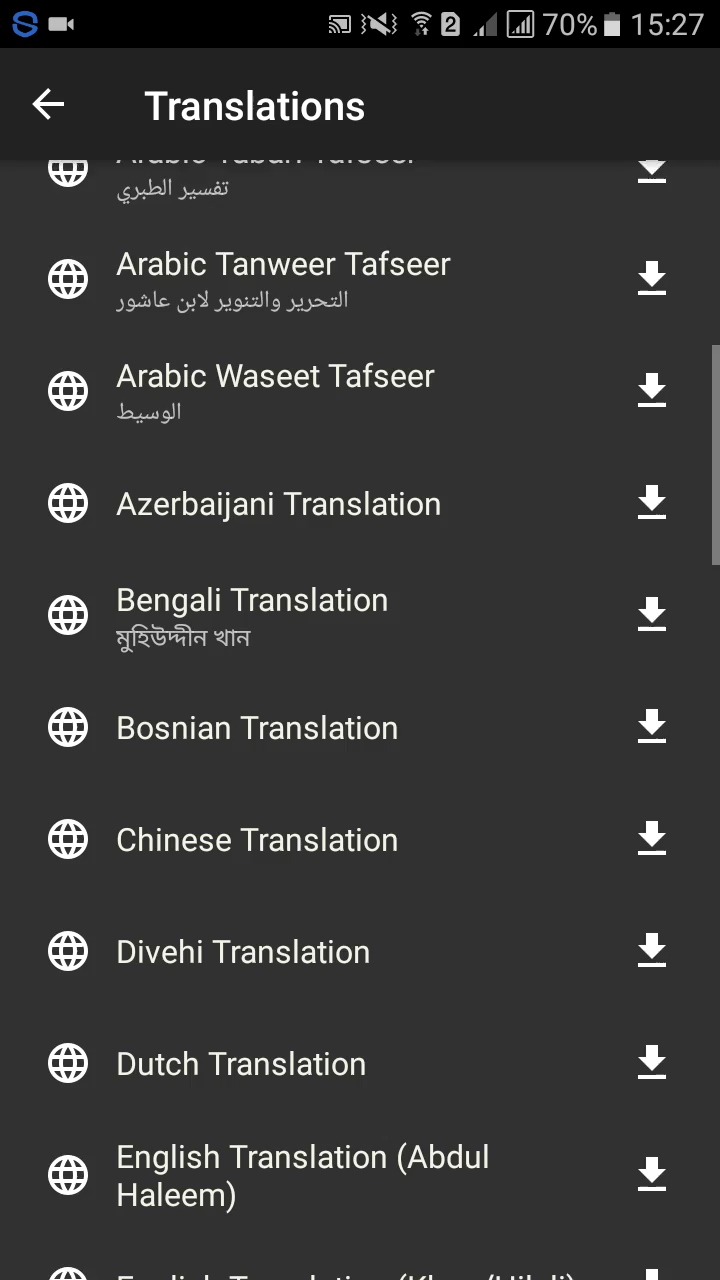 2 70% 15:27
Translations
تفسير الطبري
Arabic Tanweer Tafseer
التحرير والتنوير لابن عاشور
Arabic Waseet Tafseer
الوسيط
Azerbaijani Translation
Bengali Translation
মুহিউদ্দীন খান
Bosnian Translation
Chinese Translation
Divehi Translation
Dutch Translation
English Translation (Abdul
Haleem)